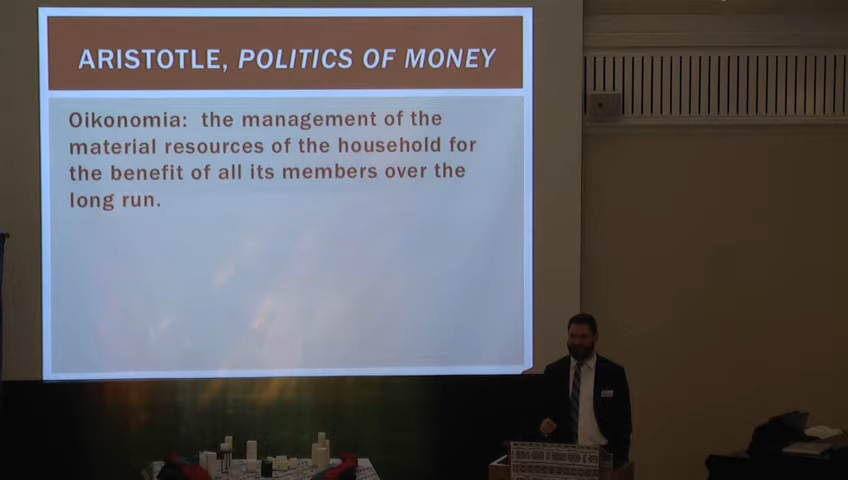 ARISTOTLE, POLITICS OF MONEY
Oikonomia: the management of the
material resources of the household for
the benefit of all its members over the
long run.